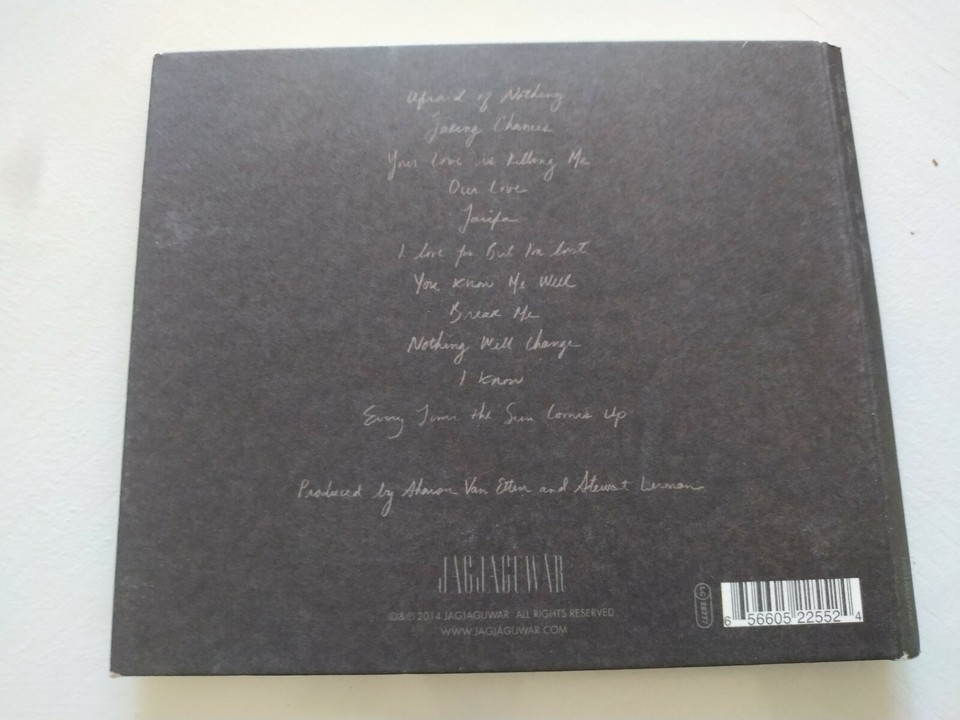 Afraid of Nothing
Taking Chances
Your Love is Killing Me
Our Love
Tarifa
I love you But I'm lost
You Know Me Well
Break Me
Nothing Will Change
I Know
Every Time the Sun Comes Up
Produced by Sharon Van Etten and Stewart Lerman
JAGJAGUWAR
℗&© 2014 JAGJAGUWAR. ALL RIGHTS RESERVED
WWW.JAGJAGUWAR.COM
6 56605 22552 4